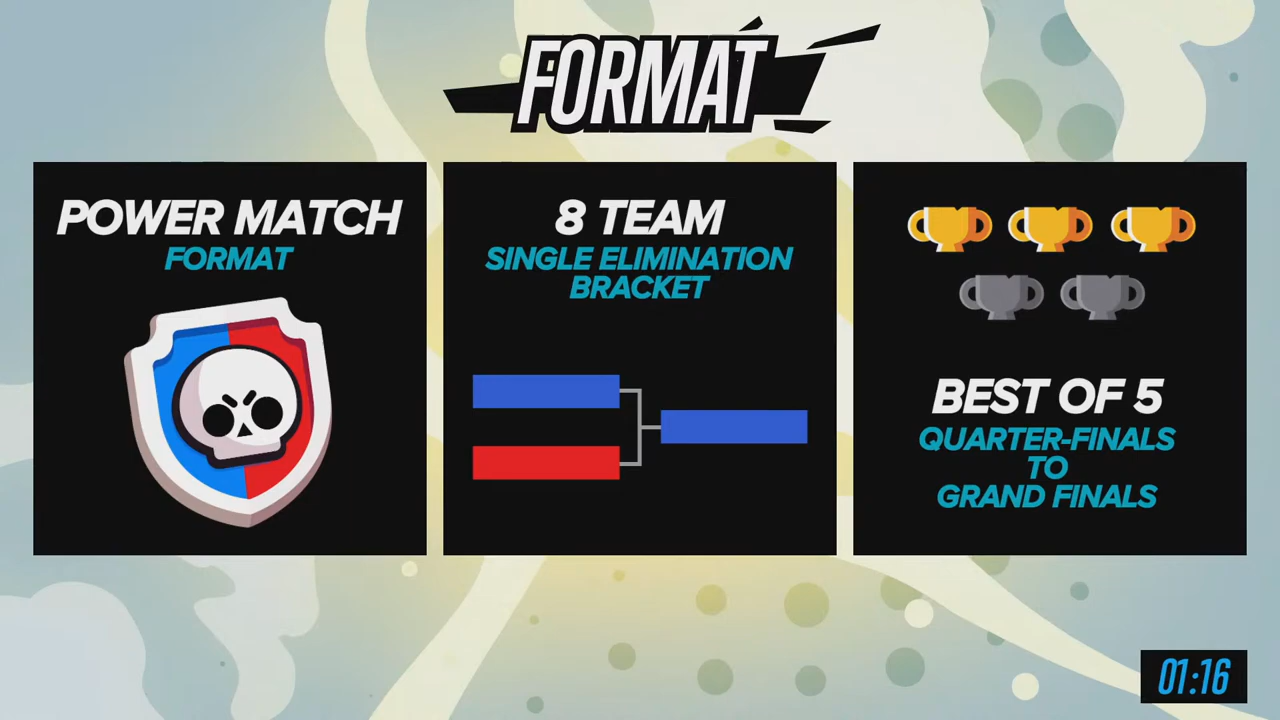 FORMAT
POWER MATCH
FORMAT
8 TEAM
SINGLE ELIMINATION
BRACKET
BEST OF 5
QUARTER-FINALS
TO
GRAND FINALS
01:16